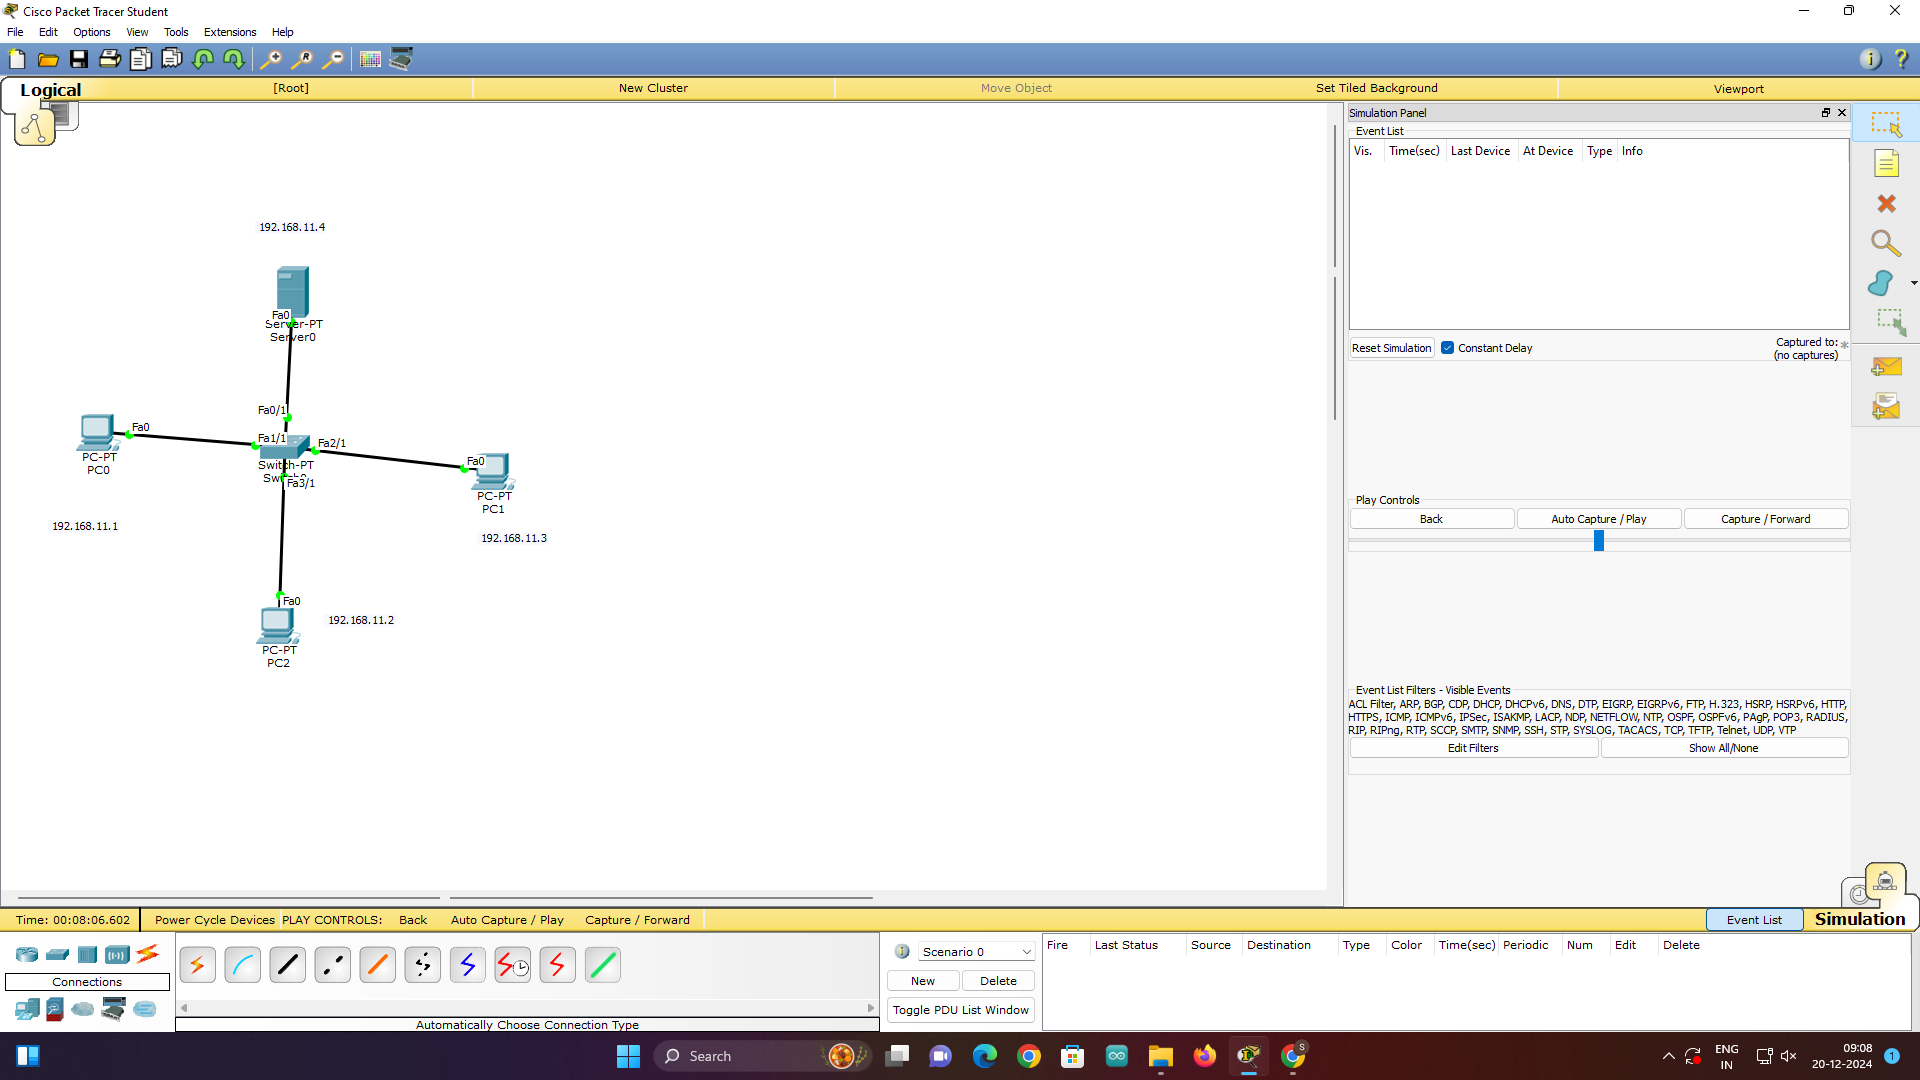 Cisco Packet Tracer Student
File Edit Options View Tools Extensions Help
Logical [Root] New Cluster Move Object Set Tiled Background Viewport
Simulation Panel
Event List
Vis. Time(sec) Last Device At Device Type Info
192.168.11.4
Fa0
Server-PT
Server0
Reset Simulation Constant Delay Captured to:
(no captures)
Fa0/1
Fa0
Fa1/1
Fa2/1
PC-PT
PC0
Switch-PT
Fa3/1
Fa0
PC-PT
PC1
192.168.11.1
192.168.11.3
Play Controls
Back Auto Capture / Play Capture / Forward
Fa0
192.168.11.2
PC-PT
PC2
Event List Filters - Visible Events
ACL Filter, ARP, BGP, CDP, DHCP, DHCPv6, DNS, DTP, EIGRP, EIGRPv6, FTP, H.323, HSRP, HSRPv6, HTTP,
HTTPS, ICMP, ICMPv6, IPSec, ISAKMP, LACP, NDP, NETFLOW, NTP, OSPF, OSPFv6, PAgP, POP3, RADIUS,
RIP, RIPng, RTP, SCCP, SMTP, SNMP, SSH, STP, SYSLOG, TACACS, TCP, TFTP, Telnet, UDP, VTP
Edit Filters Show All/None
Time: 00:08:06.602 Power Cycle Devices PLAY CONTROLS: Back Auto Capture / Play Capture / Forward Event List Simulation
Connections
Automatically Choose Connection Type
Scenario 0
New Delete
Toggle PDU List Window
Fire Last Status Source Destination Type Color Time(sec) Periodic Num Edit Delete
Search
ENG
IN
09:08
20-12-2024
1
S